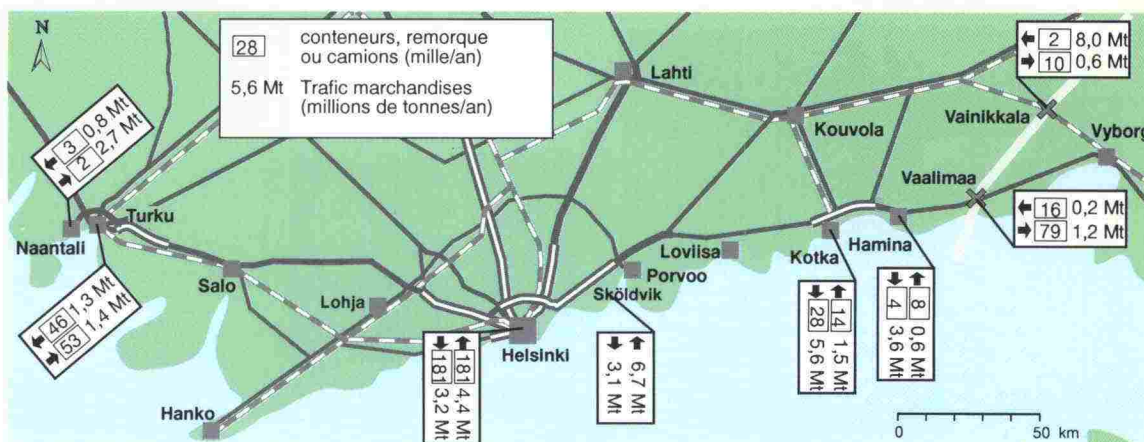 N
28 conteneurs, remorque
ou camions (mille/an)
5,6 Mt Trafic marchandises
(millions de tonnes/an)
Lahti
2 8,0 Mt
10 0,6 Mt
Kouvola
Vainikkala
Vyborg
3 0,8 Mt
2 2,7 Mt
Vaalimaa
16 0,2 Mt
79 1,2 Mt
Turku
Naantali
Hamina
Kotka
Loviisa
Porvoo
Salo
Sköldvik
Lohja
Helsinki
46 1,3 Mt
53 1,4 Mt
8 0,6 Mt
4 3,6 Mt
14 1,5 Mt
28 5,6 Mt
6,7 Mt
3,1 Mt
181 4,4 Mt
181 3,2 Mt
Hanko
0 50 km